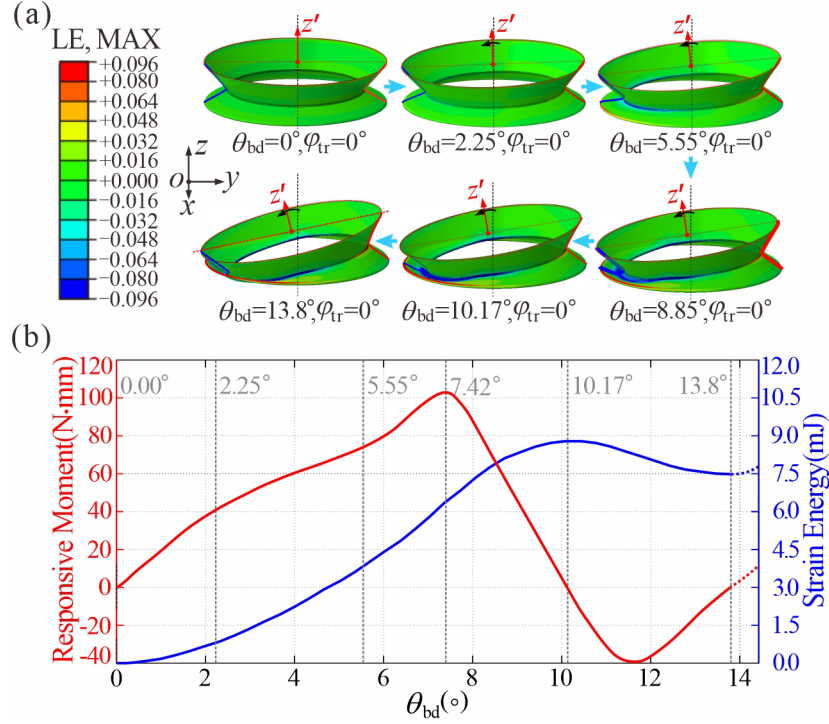 (a)
LE, MAX
+0.096
+0.080
+0.064
+0.048
+0.032
+0.016
+0.000
−0.016
−0.032
−0.048
−0.064
−0.080
−0.096
z
o
y
x
z′
z′
z′
θbd=0°,φtr=0°
θbd=2.25°,φtr=0°
θbd=5.55°,φtr=0°
z′
z′
z′
θbd=13.8°,φtr=0°
θbd=10.17°,φtr=0°
θbd=8.85°,φtr=0°
(b)
Responsive Moment(N·mm)
120
100
80
60
40
20
0
-20
-40
0.00°
2.25°
5.55°
7.42°
10.17°
13.8°
12.0
10.5
9.0
7.5
6.0
4.5
3.0
1.5
0.0
Strain Energy(mJ)
0
2
4
6
8
10
12
14
θbd(°)